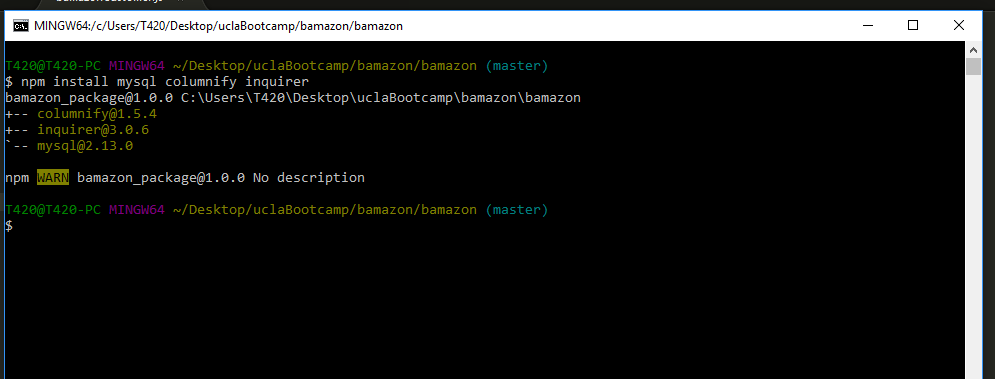 MINGW64:/c/Users/T420/Desktop/uclaBootcamp/bamazon/bamazon
T420@T420-PC MINGW64 ~/Desktop/uclaBootcamp/bamazon/bamazon (master)
$ npm install mysql columnify inquirer
bamazon_package@1.0.0 C:\Users\T420\Desktop\uclaBootcamp\bamazon\bamazon
+-- columnify@1.5.4
+-- inquirer@3.0.6
`-- mysql@2.13.0
npm WARN bamazon_package@1.0.0 No description
T420@T420-PC MINGW64 ~/Desktop/uclaBootcamp/bamazon/bamazon (master)
$